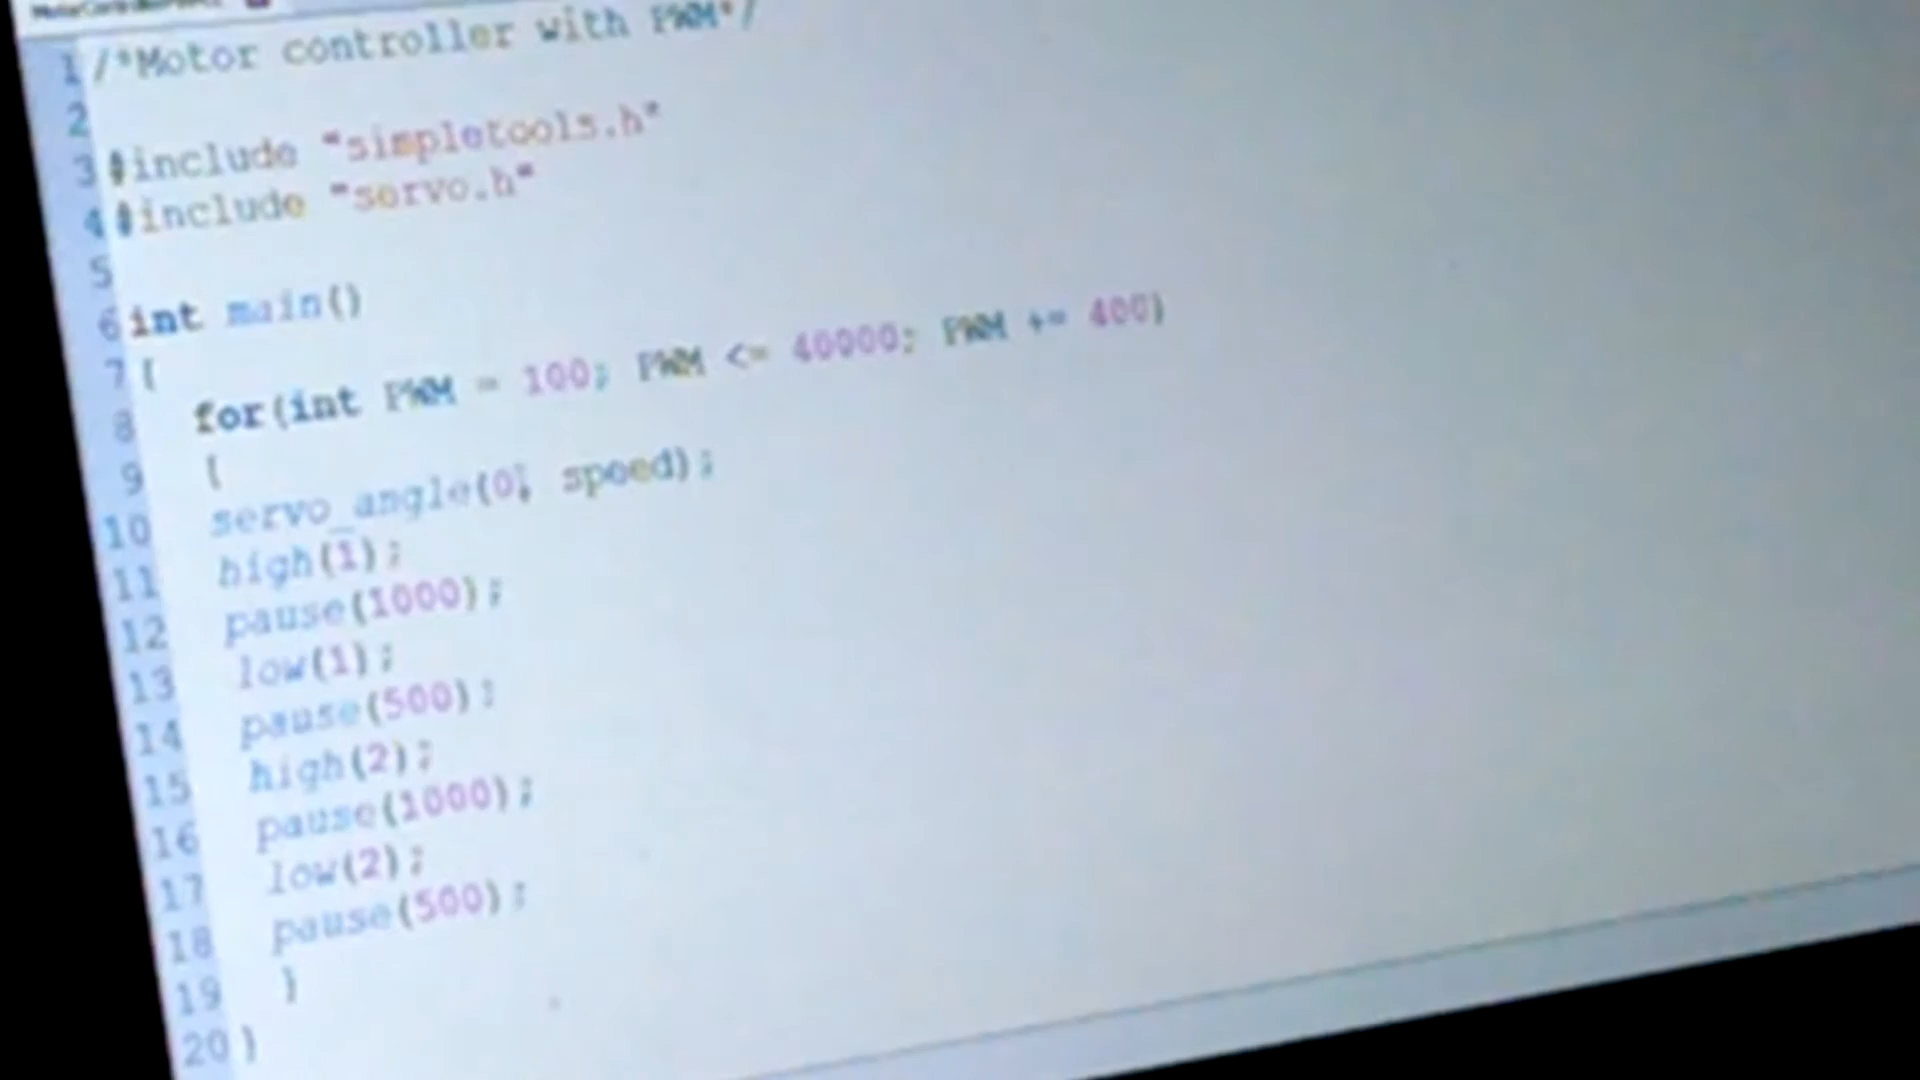 1 /*Motor controller with PWM*/
2
3 #include "simpletools.h"
4 #include "servo.h"
5
6 int main()
7 {
8 for(int PWM = 100; PWM <= 40000; PWM += 400)
9 {
10 servo_angle(0, speed);
11 high(1);
12 pause(1000);
13 low(1);
14 pause(500);
15 high(2);
16 pause(1000);
17 low(2);
18 pause(500);
19 }
20 }